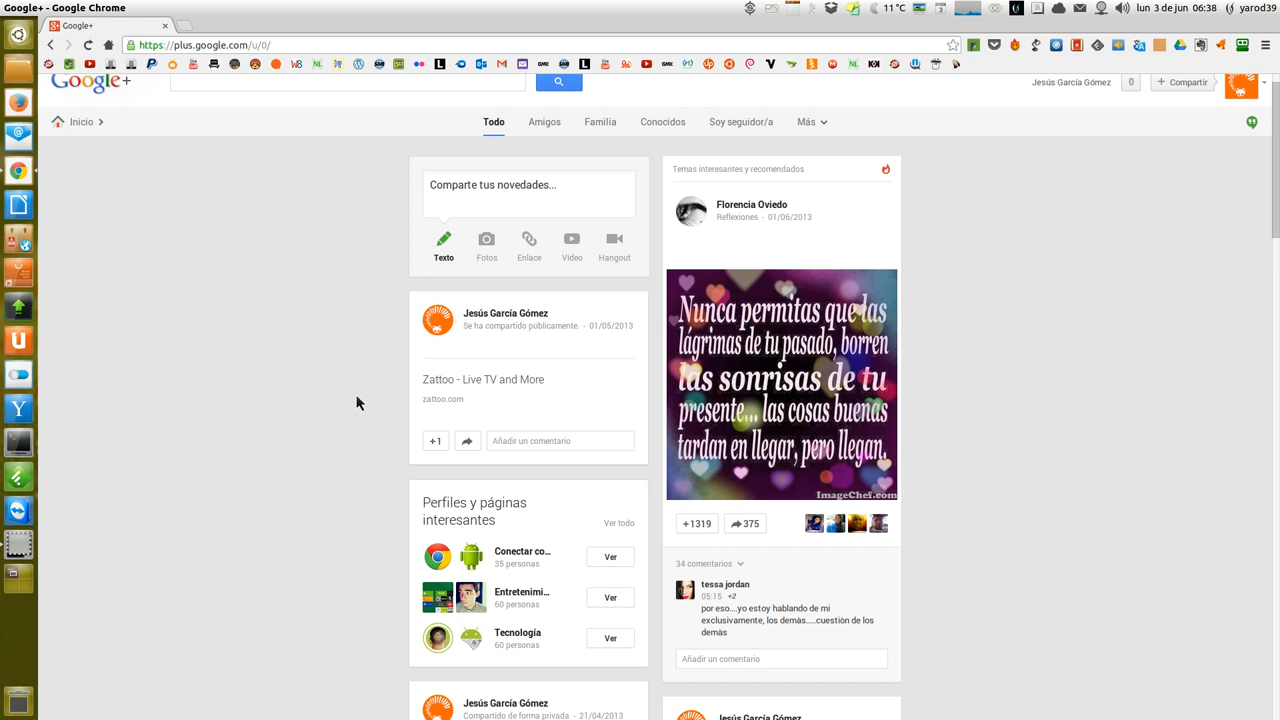 Google+ - Google Chrome
11 °C
3
lun 3 de jun 06:38
yarod39
Google+
https://plus.google.com/u/0/
Google+
Jesús García Gómez
0
+ Compartir
Inicio
Todo
Amigos
Familia
Conocidos
Soy seguidor/a
Más
Comparte tus novedades...
Texto
Fotos
Enlace
Vídeo
Hangout
Jesús García Gómez
Se ha compartido públicamente. - 01/05/2013
Zattoo - Live TV and More
zattoo.com
+1
Añadir un comentario
Perfiles y páginas
interesantes
Ver todo
Conectar co...
35 personas
Ver
Entretenimi...
60 personas
Ver
Tecnología
60 personas
Ver
Jesús García Gómez
Compartido de forma privada - 21/04/2013
Temas interesantes y recomendados
Florencia Oviedo
Reflexiones - 01/06/2013
Nunca permitas que las
lágrimas de tu pasado, borren
las sonrisas de tu
presente... las cosas buenas
tardan en llegar, pero llegan.
ImageChef.com
+1319
375
34 comentarios
tessa jordan
05:15 +2
por eso....yo estoy hablando de mi
exclusivamente, los demàs.....cuestiòn de los
demàs
Añadir un comentario
Jesús García Gómez